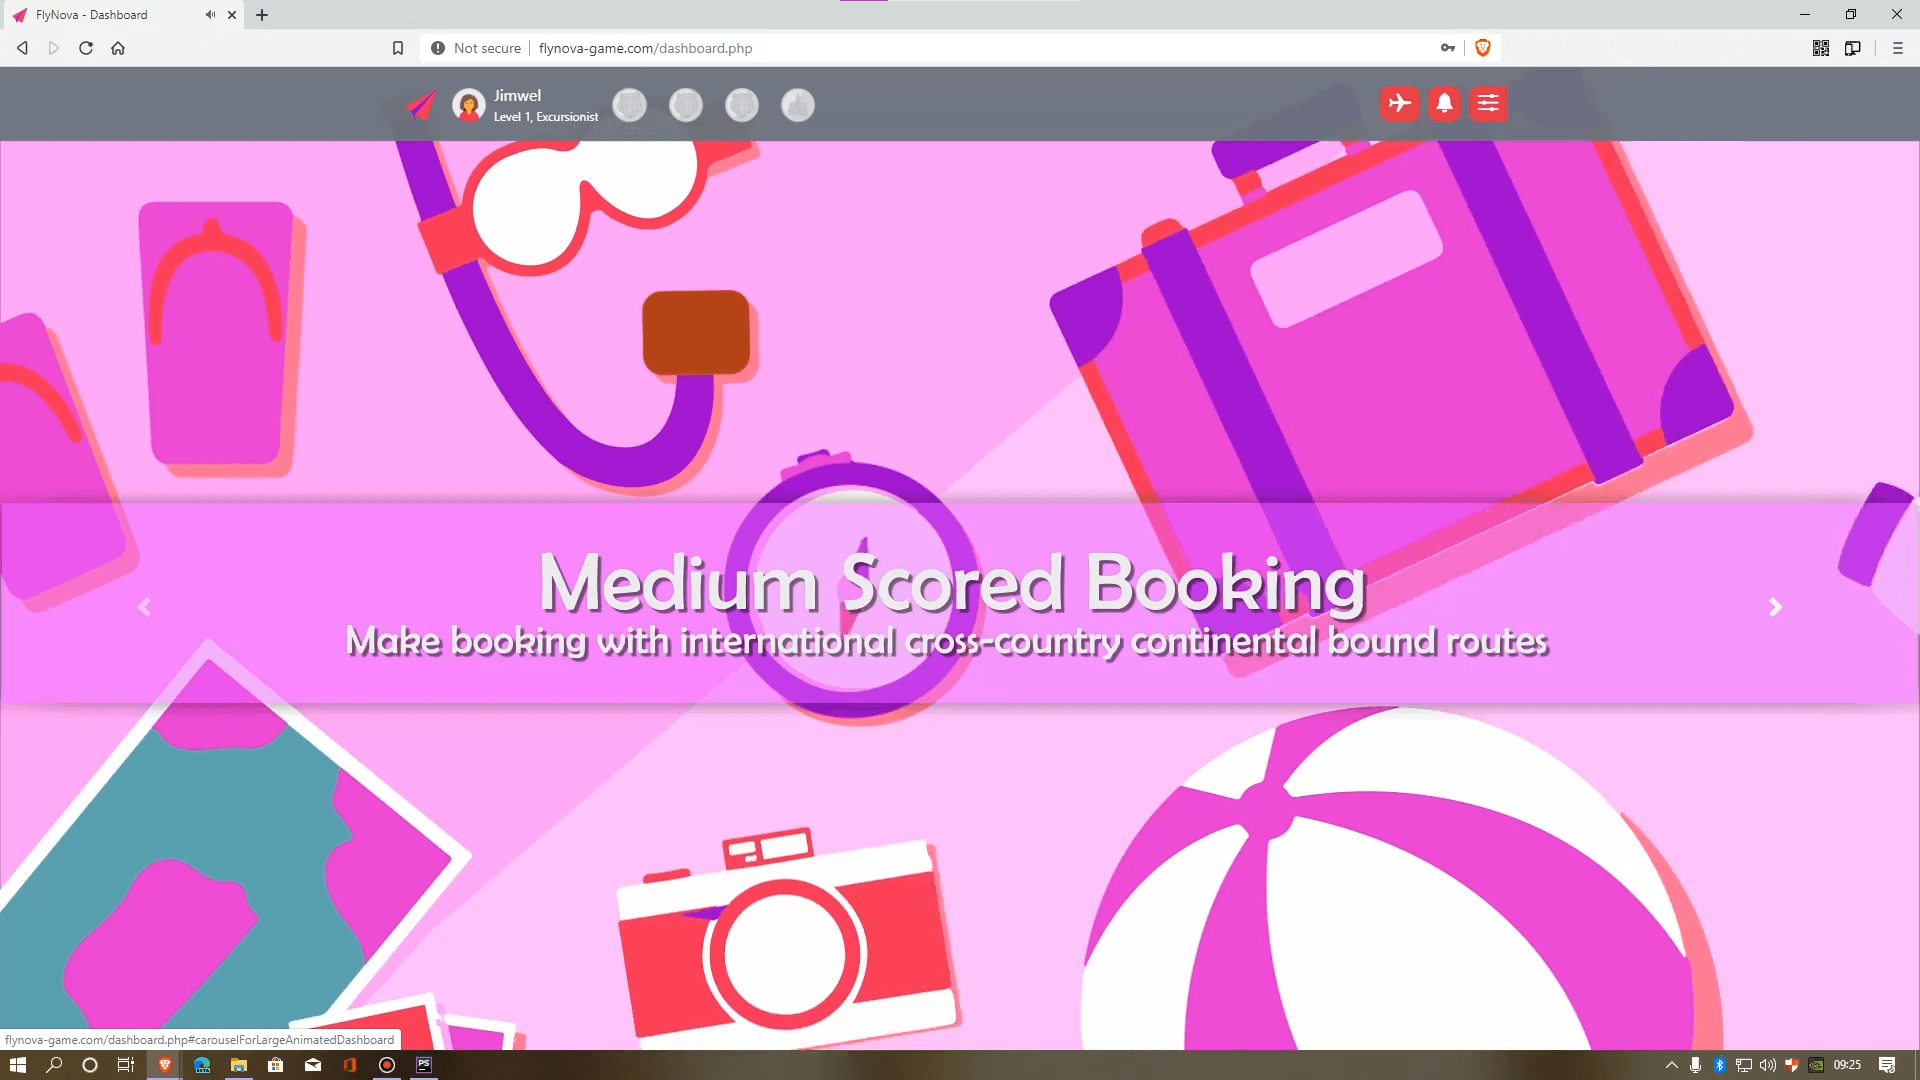 FlyNova - Dashboard
Not secure
flynova-game.com/dashboard.php
Jimwel
Level 1, Excursionist
Medium Scored Booking
Make booking with international cross-country continental bound routes
flynova-game.com/dashboard.php#carouselForLargeAnimatedDashboard
PS
09:25